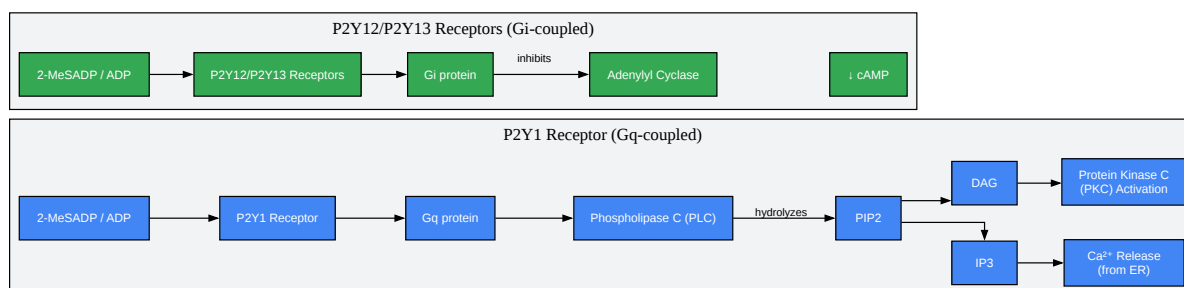 P2Y12/P2Y13 Receptors (Gi-coupled)
2-MeSADP / ADP
P2Y12/P2Y13 Receptors
Gi protein
inhibits
Adenylyl Cyclase
↓ cAMP
P2Y1 Receptor (Gq-coupled)
2-MeSADP / ADP
P2Y1 Receptor
Gq protein
Phospholipase C (PLC)
hydrolyzes
PIP2
DAG
Protein Kinase C
(PKC) Activation
IP3
Ca²⁺ Release
(from ER)